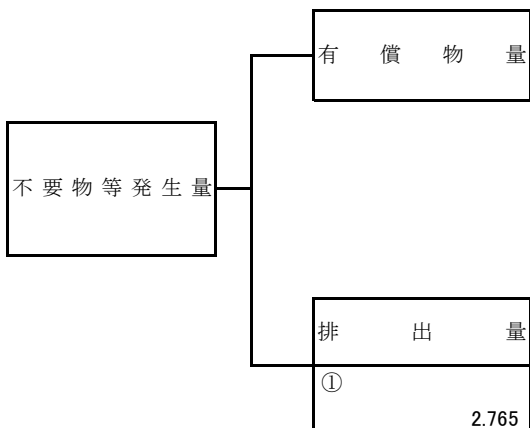 有償物量
不要物等発生量
排出量
①
2.765